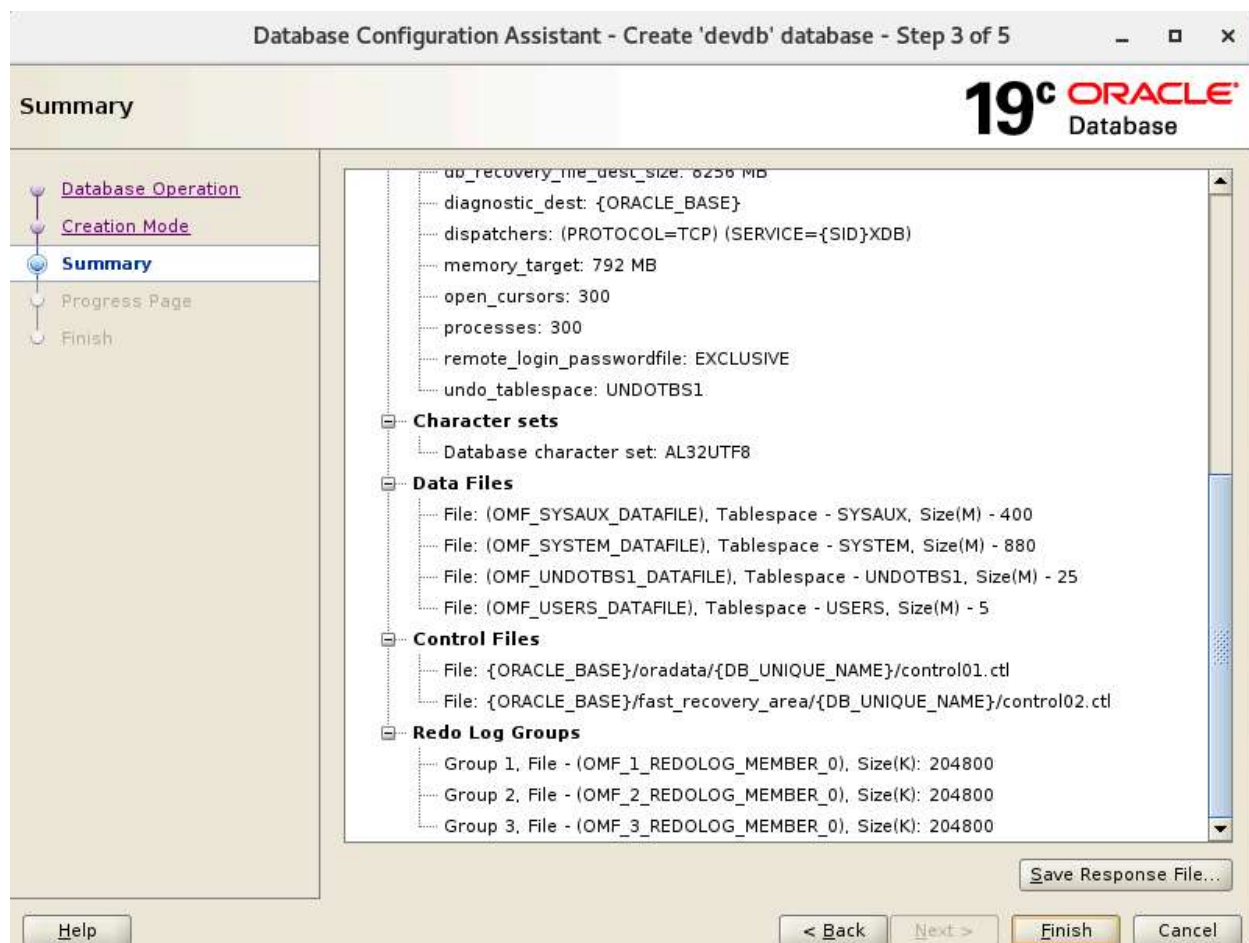 Database Configuration Assistant - Create 'devdb' database - Step 3 of 5
Summary
19c ORACLE Database
Database Operation
Creation Mode
Summary
Progress Page
Finish
db_recovery_file_dest_size: 8256 MB
diagnostic_dest: {ORACLE_BASE}
dispatchers: (PROTOCOL=TCP) (SERVICE={SID}XDB)
memory_target: 792 MB
open_cursors: 300
processes: 300
remote_login_passwordfile: EXCLUSIVE
undo_tablespace: UNDOTBS1
Character sets
Database character set: AL32UTF8
Data Files
File: (OMF_SYSAUX_DATAFILE), Tablespace - SYSAUX, Size(M) - 400
File: (OMF_SYSTEM_DATAFILE), Tablespace - SYSTEM, Size(M) - 880
File: (OMF_UNDOTBS1_DATAFILE), Tablespace - UNDOTBS1, Size(M) - 25
File: (OMF_USERS_DATAFILE), Tablespace - USERS, Size(M) - 5
Control Files
File: {ORACLE_BASE}/oradata/{DB_UNIQUE_NAME}/control01.ctl
File: {ORACLE_BASE}/fast_recovery_area/{DB_UNIQUE_NAME}/control02.ctl
Redo Log Groups
Group 1, File - (OMF_1_REDOLOG_MEMBER_0), Size(K): 204800
Group 2, File - (OMF_2_REDOLOG_MEMBER_0), Size(K): 204800
Group 3, File - (OMF_3_REDOLOG_MEMBER_0), Size(K): 204800
Save Response File...
Help
< Back
Next >
Finish
Cancel